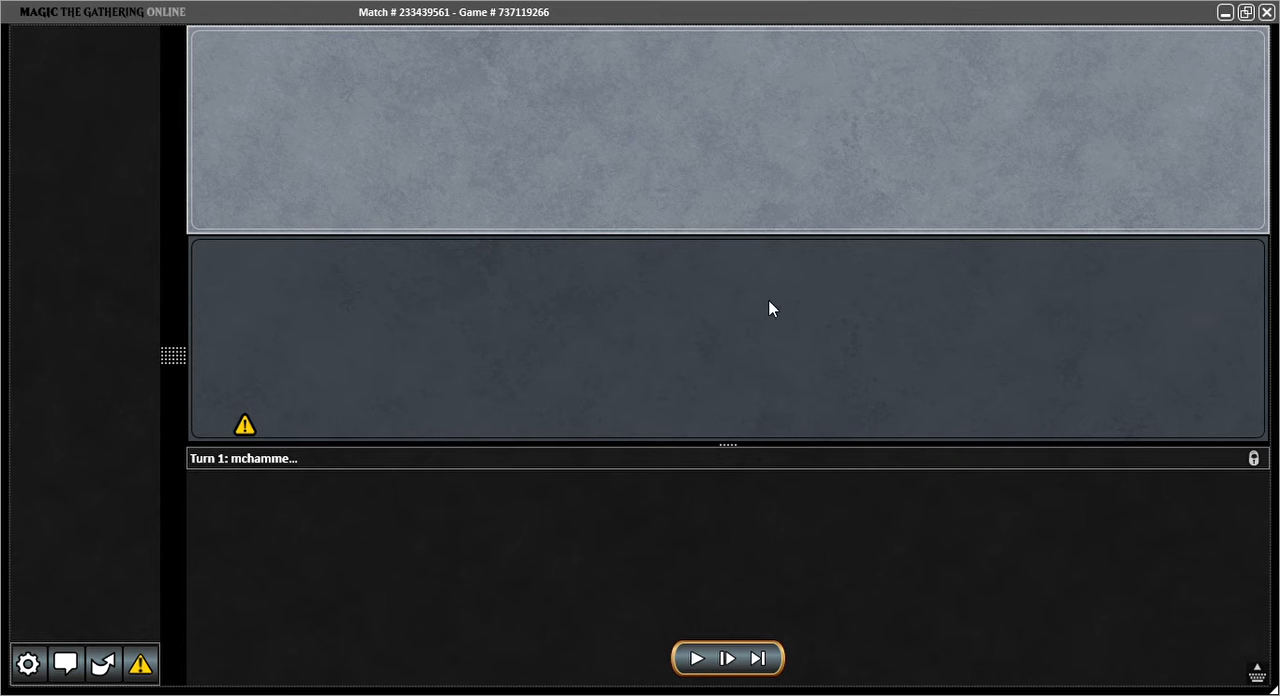 MAGIC THE GATHERING ONLINE
Match # 233439561 - Game # 737119266
Turn 1: mchamme...